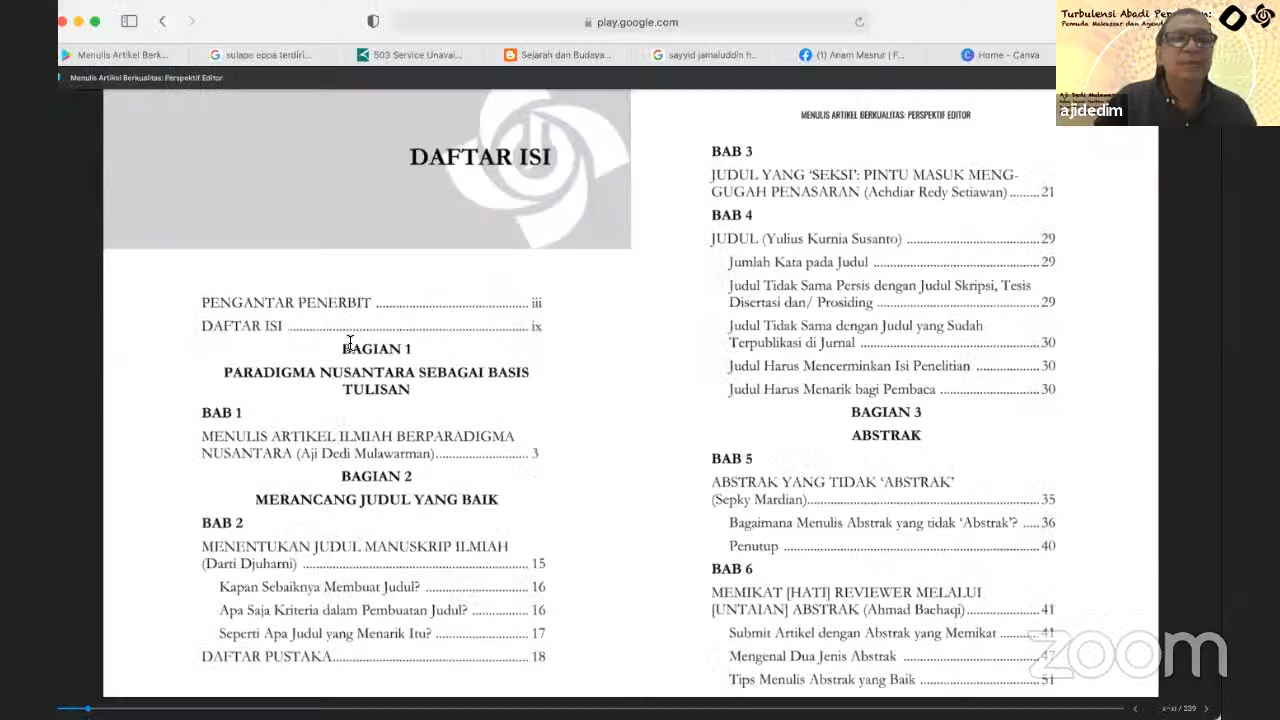 play.google.com
Menulis Artikel Berk...
sulapa eppa terdiri...
503 Service Unavai...
Sejarah dan Budaya...
sayyid jamaluddin h...
(1) Anam Masrur | F...
Home – Canva
Menulis Artikel Berkualitas: Perspektif Editor
Turbulensi Abadi
Pemuda Makassar dan
ajidedim
DAFTAR ISI
PENGANTAR PENERBIT ........ iii
DAFTAR ISI ........ ix
BAGIAN 1
PARADIGMA NUSANTARA SEBAGAI BASIS
TULISAN
BAB 1
MENULIS ARTIKEL ILMIAH BERPARADIGMA
NUSANTARA (Aji Dedi Mulawarman)........ 3
BAGIAN 2
MERANCANG JUDUL YANG BAIK
BAB 2
MENENTUKAN JUDUL MANUSKRIP ILMIAH
(Darti Djuharni) ........ 15
Kapan Sebaiknya Membuat Judul? ........ 16
Apa Saja Kriteria dalam Pembuatan Judul? ........ 16
Seperti Apa Judul yang Menarik Itu? ........ 17
DAFTAR PUSTAKA........ 18
MENULIS ARTIKEL BERKUALITAS: PERSPEKTIF EDITOR
BAB 3
JUDUL YANG ‘SEKSI’: PINTU MASUK MENG-
GUGAH PENASARAN (Achdiar Redy Setiawan)........ 21
BAB 4
JUDUL (Yulius Kurnia Susanto) ........ 29
Jumlah Kata pada Judul ........ 29
Judul Tidak Sama Persis dengan Judul Skripsi, Tesis
Disertasi dan/ Prosiding ........ 29
Judul Tidak Sama dengan Judul yang Sudah
Terpublikasi di Jurnal ........ 30
Judul Harus Mencerminkan Isi Penelitian ........ 30
Judul Harus Menarik bagi Pembaca ........ 30
BAGIAN 3
ABSTRAK
BAB 5
ABSTRAK YANG TIDAK ‘ABSTRAK’
(Sepky Mardian)........ 35
Bagaimana Menulis Abstrak yang tidak ‘Abstrak’? ..... 36
Penutup ........ 40
BAB 6
MEMIKAT [HATI] REVIEWER MELALUI
[UNTAIAN] ABSTRAK (Ahmad Baehaqi)........ 41
Submit Artikel dengan Abstrak yang Memikat ........ 41
Mengenal Dua Jenis Abstrak ........ 47
Tips Menulis Abstrak yang Baik ........ 51
zoom
x-xi / 239